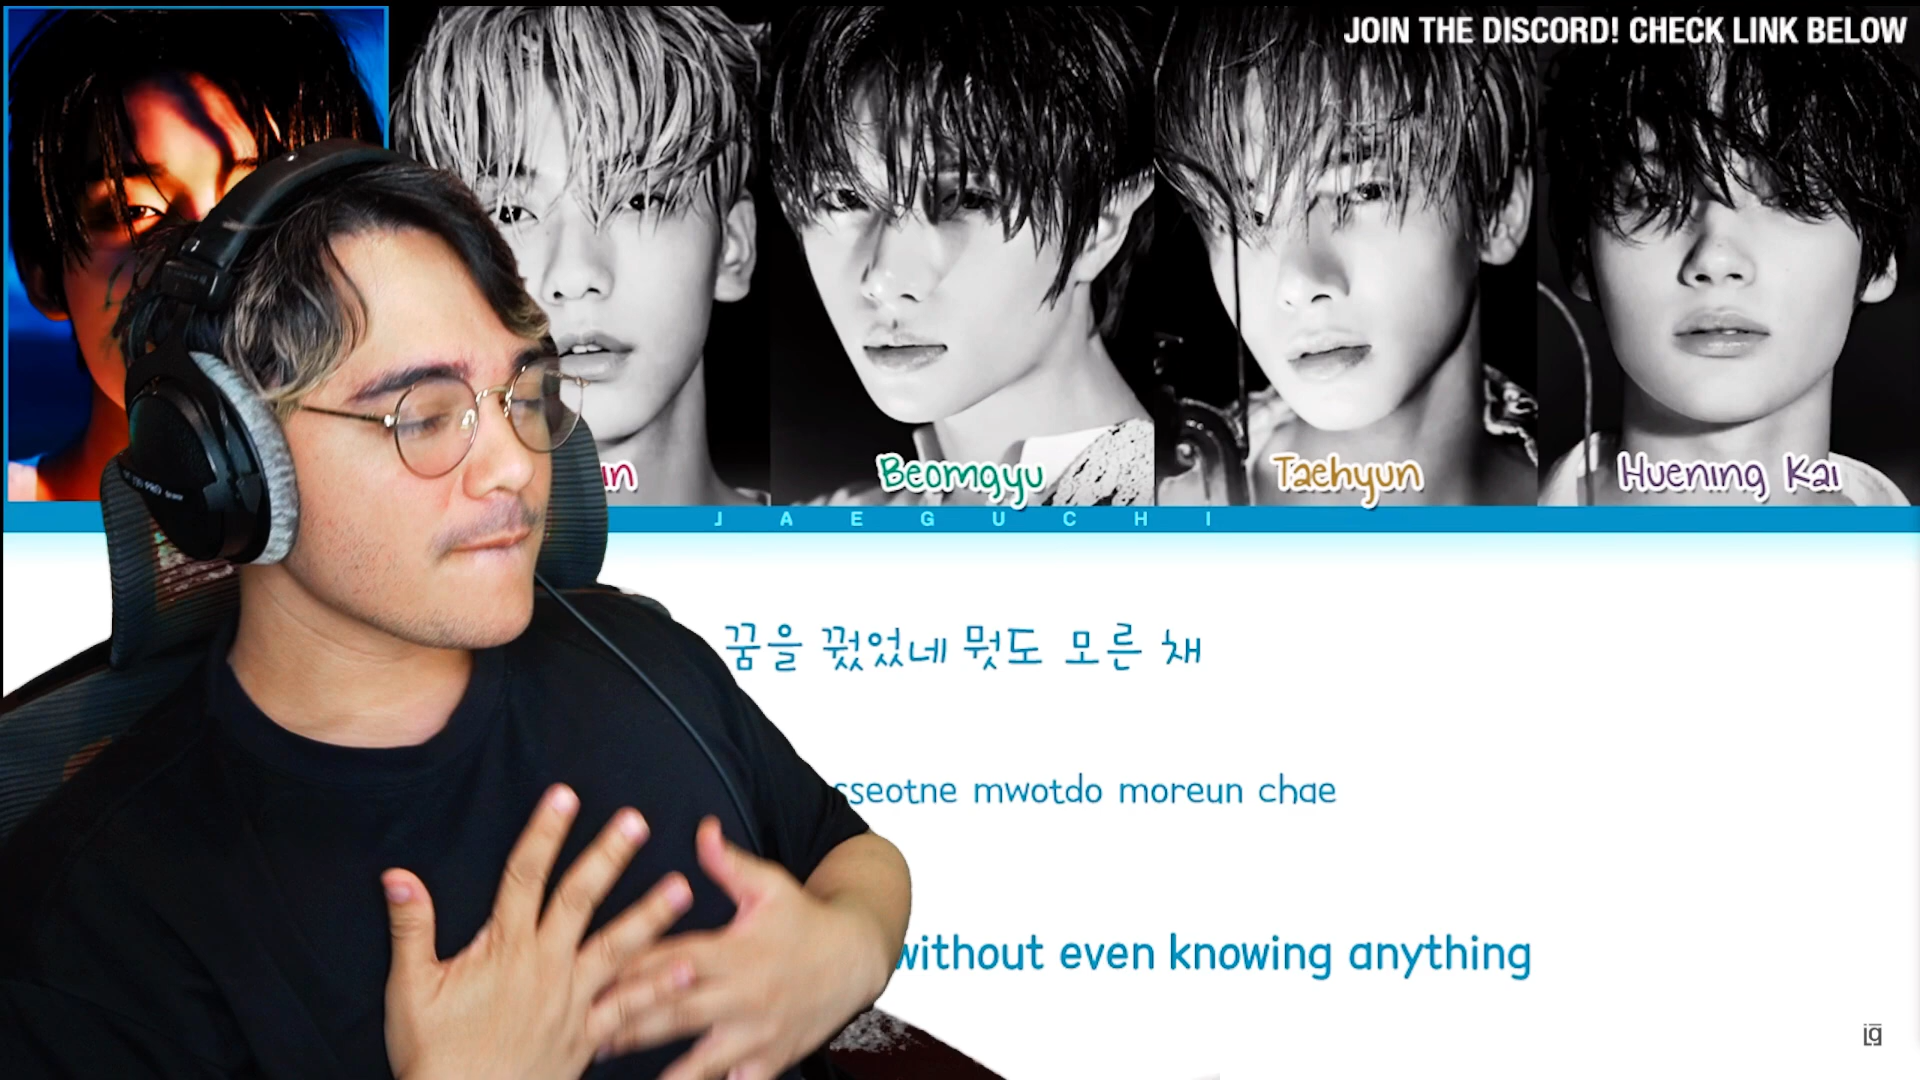 JOIN THE DISCORD! CHECK LINK BELOW
Beomgyu
Taehyun
Huening Kai
JAEGUCHI
꿈을 꿨었네 뭣도 모른 채
sseotne mwotdo moreun chae
without even knowing anything